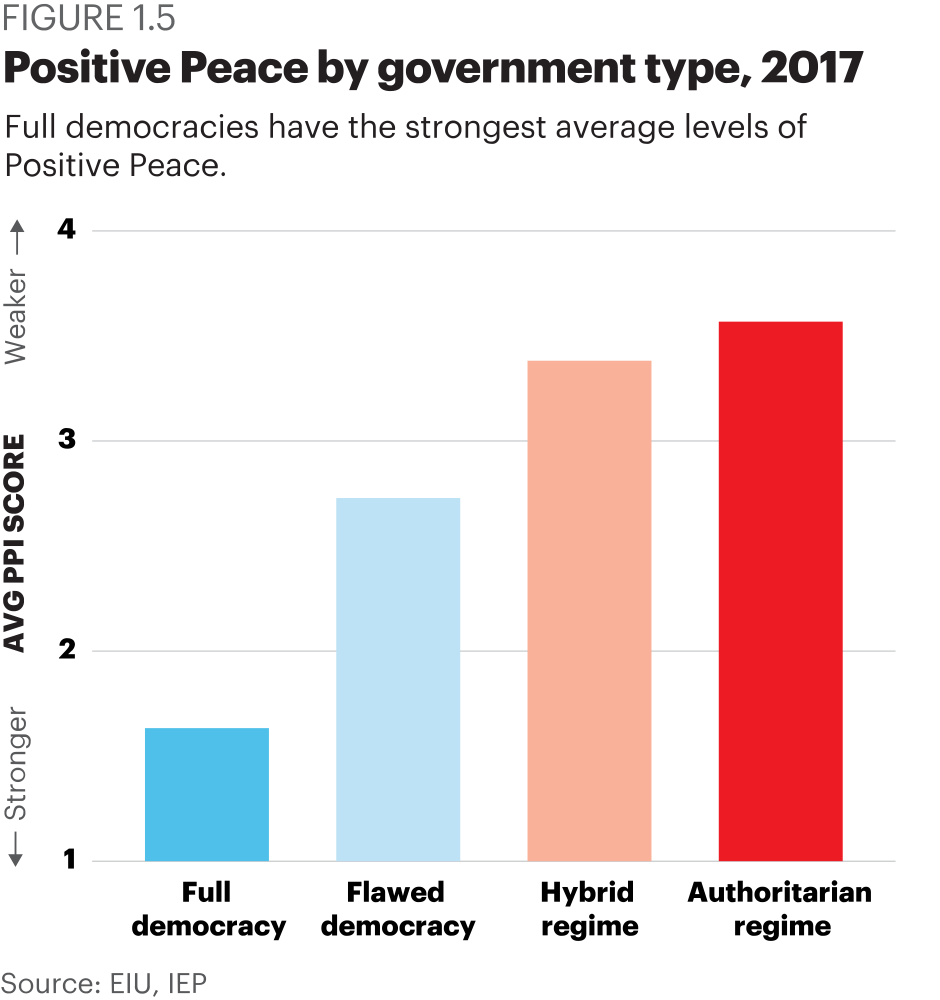 FIGURE 1.5
Positive Peace by government type, 2017
Full democracies have the strongest average levels of
Positive Peace.
Weaker →
AVG PPI SCORE
← Stronger
4
3
2
1
Full
democracy
Flawed
democracy
Hybrid
regime
Authoritarian
regime
Source: EIU, IEP